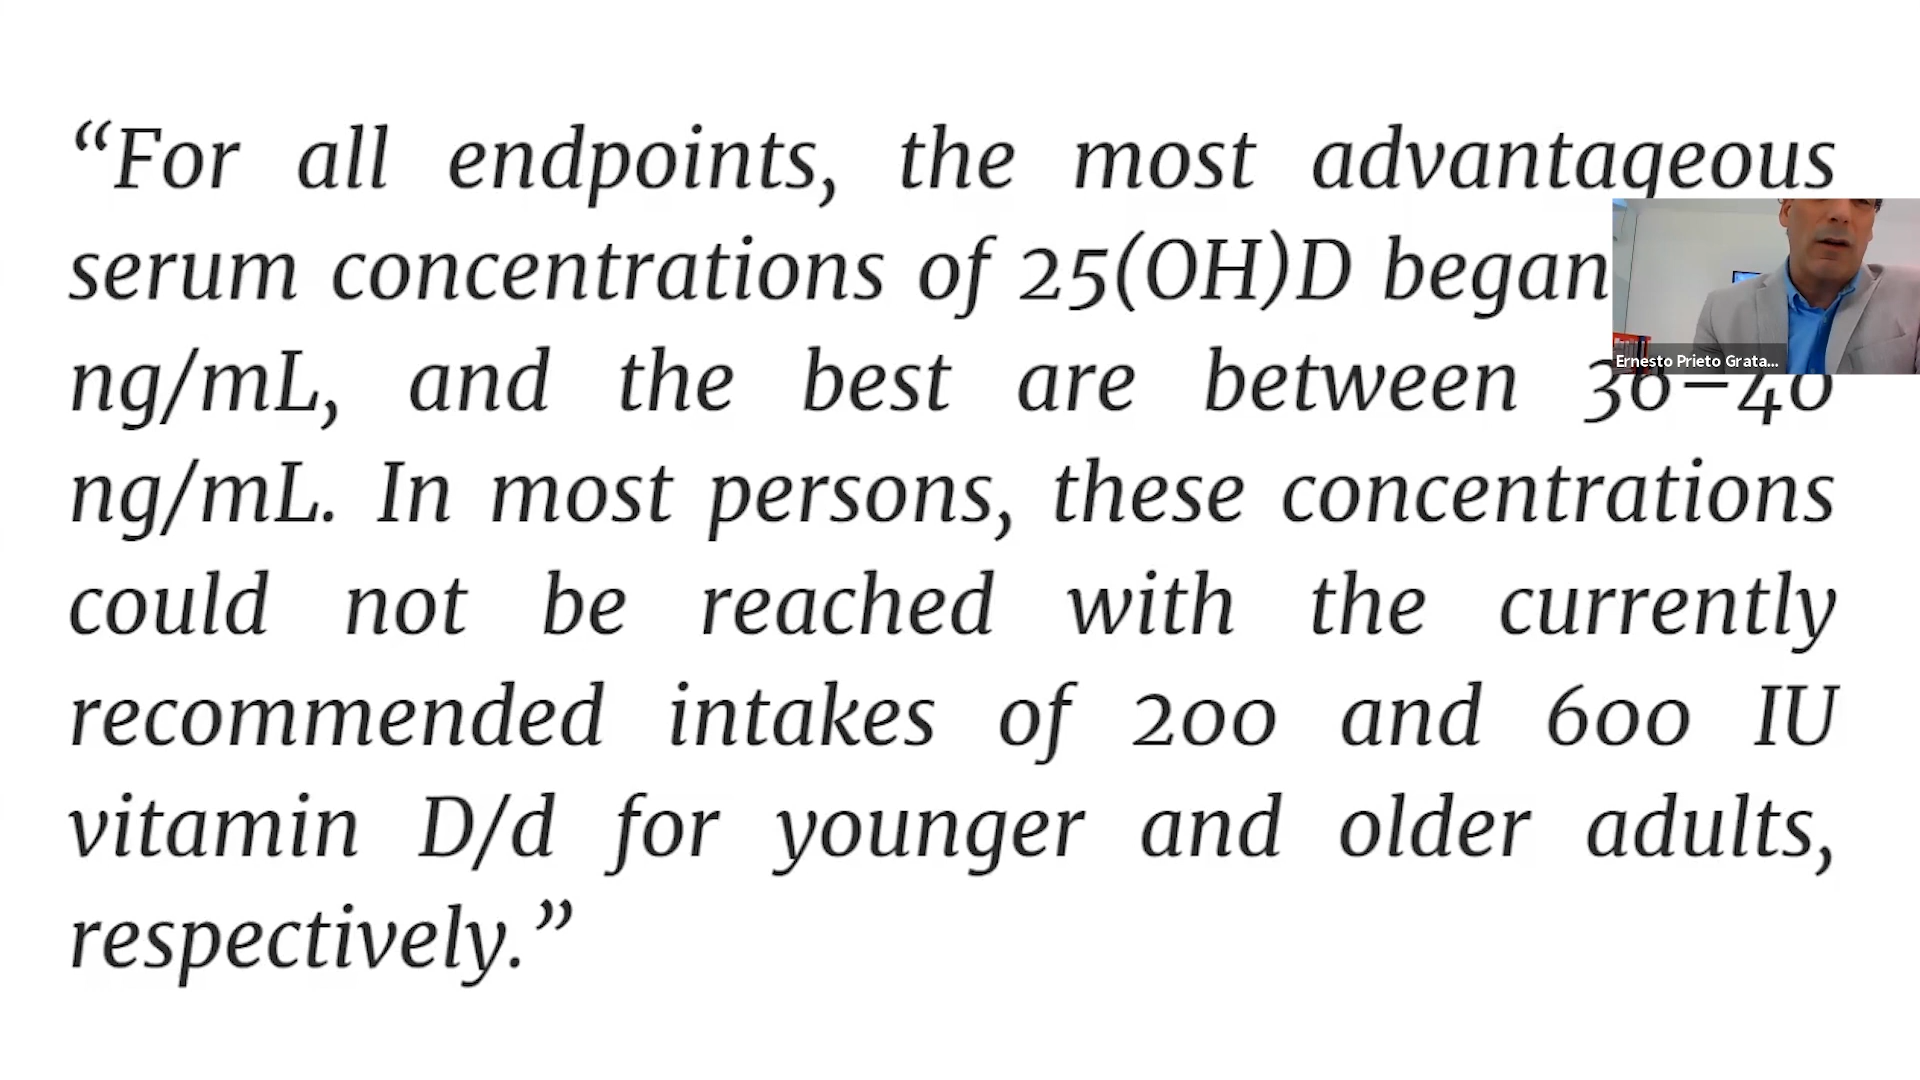 “For all endpoints, the most advantageous
serum concentrations of 25(OH)D began
ng/mL, and the best are between 36–40
ng/mL. In most persons, these concentrations
could not be reached with the currently
recommended intakes of 200 and 600 IU
vitamin D/d for younger and older adults,
respectively.”
Ernesto Prieto Grata...